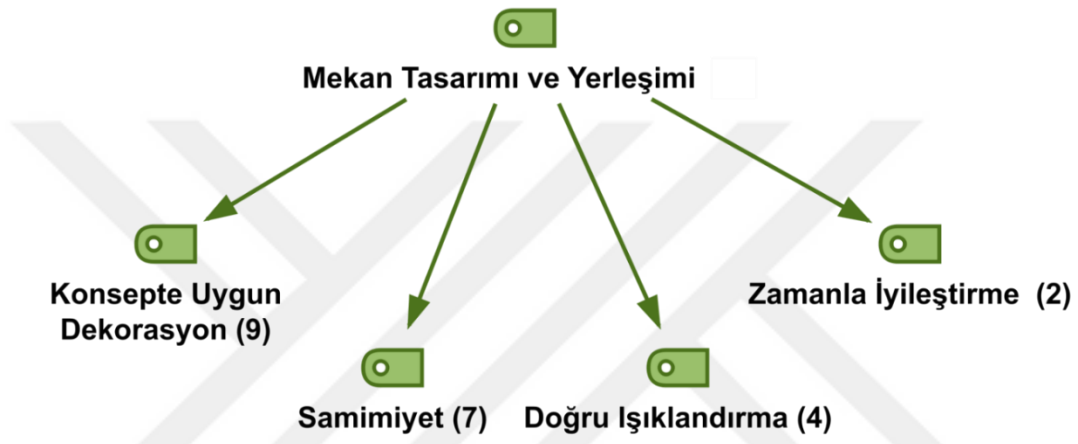 Mekan Tasarımı ve Yerleşimi
Konsepte Uygun
Dekorasyon (9)
Zamanla İyileştirme (2)
Samimiyet (7)
Doğru Işıklandırma (4)